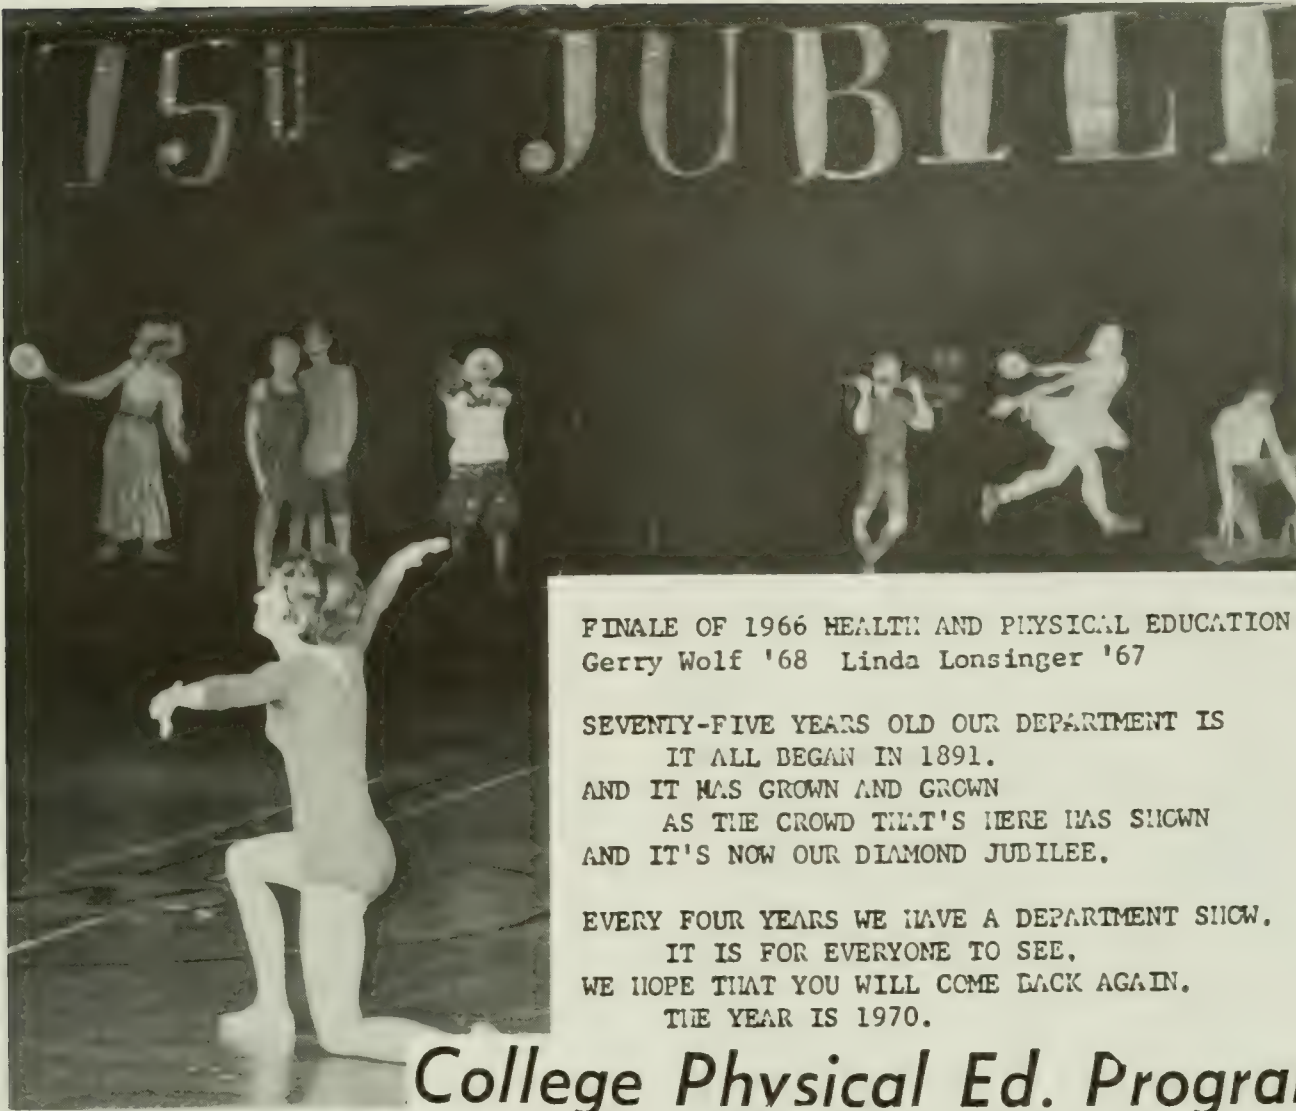 75th JUBILE
FINALE OF 1966 HEALTH AND PHYSICAL EDUCATION
Gerry Wolf '68 Linda Lonsinger '67
SEVENTY-FIVE YEARS OLD OUR DEPARTMENT IS
IT ALL BEGAN IN 1891.
AND IT HAS GROWN AND GROWN
AS THE CROWD THAT'S HERE HAS SHOWN
AND IT'S NOW OUR DIAMOND JUBILEE.
EVERY FOUR YEARS WE HAVE A DEPARTMENT SHOW.
IT IS FOR EVERYONE TO SEE.
WE HOPE THAT YOU WILL COME BACK AGAIN.
THE YEAR IS 1970.
College Physical Ed. Progra